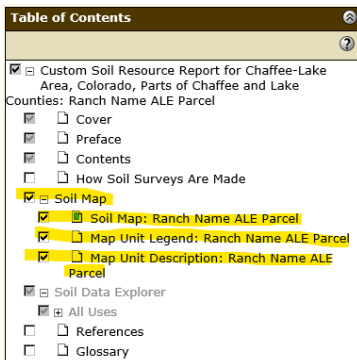 Table of Contents
Custom Soil Resource Report for Chaffee-Lake
Area, Colorado, Parts of Chaffee and Lake
Counties: Ranch Name ALE Parcel
Cover
Preface
Contents
How Soil Surveys Are Made
Soil Map
Soil Map: Ranch Name ALE Parcel
Map Unit Legend: Ranch Name ALE Parcel
Map Unit Description: Ranch Name ALE
Parcel
Soil Data Explorer
All Uses
References
Glossary